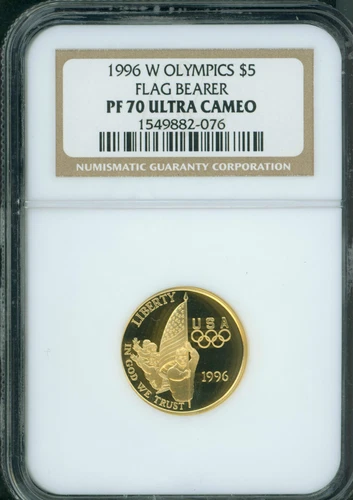 1996 W OLYMPICS $5
FLAG BEARER
PF 70 ULTRA CAMEO
1549882-076
NUMISMATIC GUARANTY CORPORATION
LIBERTY
USA
IN GOD WE TRUST
1996